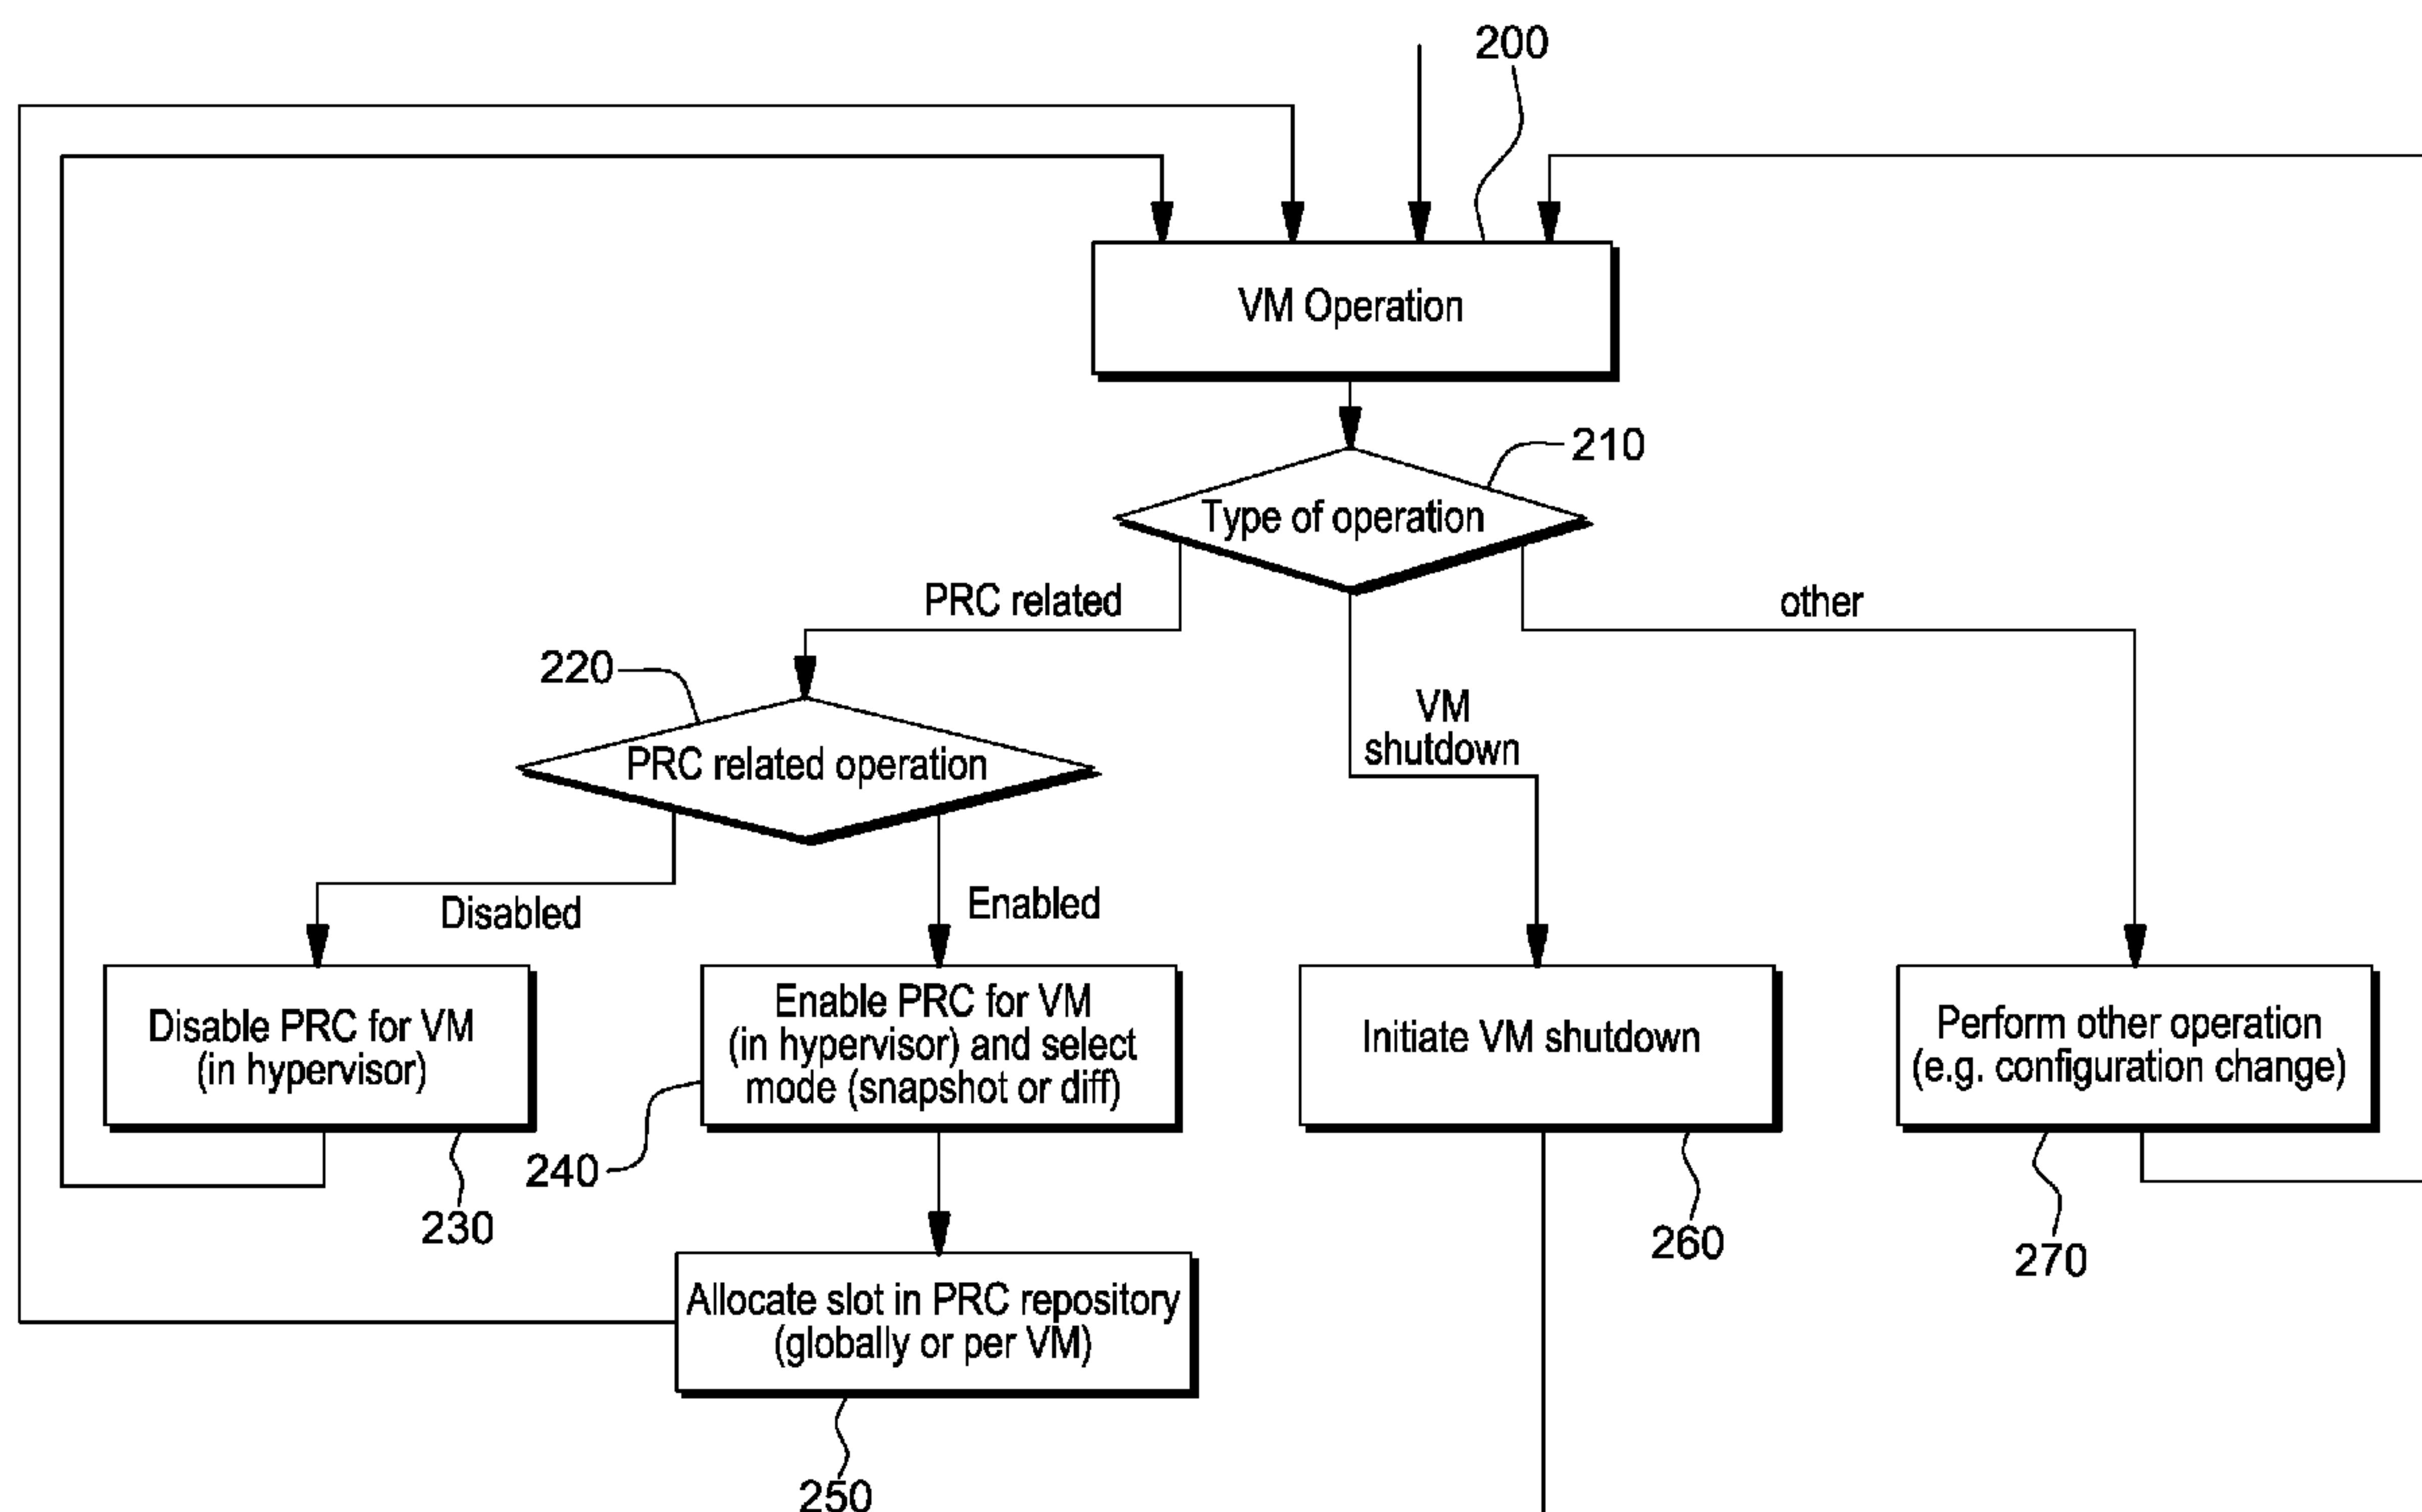 200
VM Operation
210
Type of operation
PRC related
other
220
VM
shutdown
PRC related operation
Disabled
Enabled
Disable PRC for VM
(in hypervisor)
Enable PRC for VM
(in hypervisor) and select
mode (snapshot or diff)
Initiate VM shutdown
Perform other operation
(e.g. configuration change)
240
230
260
270
Allocate slot in PRC repository
(globally or per VM)
250